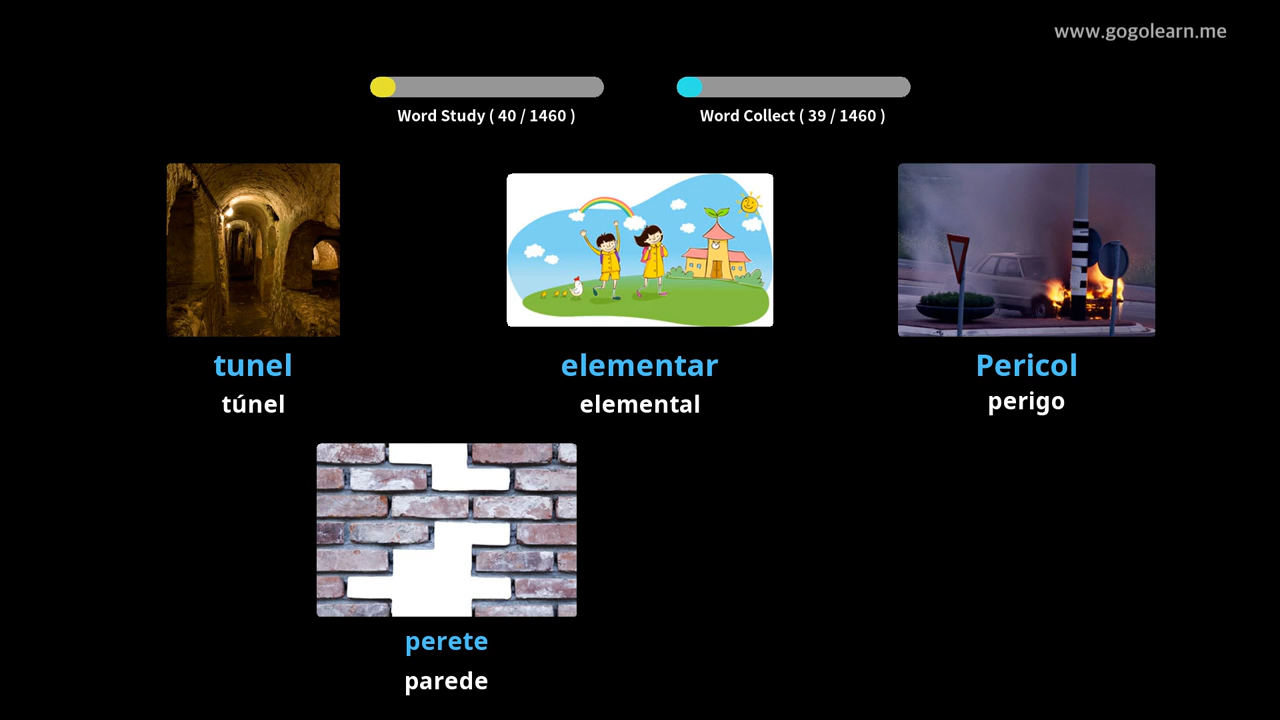 www.gogolearn.me
Word Study ( 40 / 1460 )
Word Collect ( 39 / 1460 )
tunel
túnel
elementar
elemental
Pericol
perigo
perete
parede